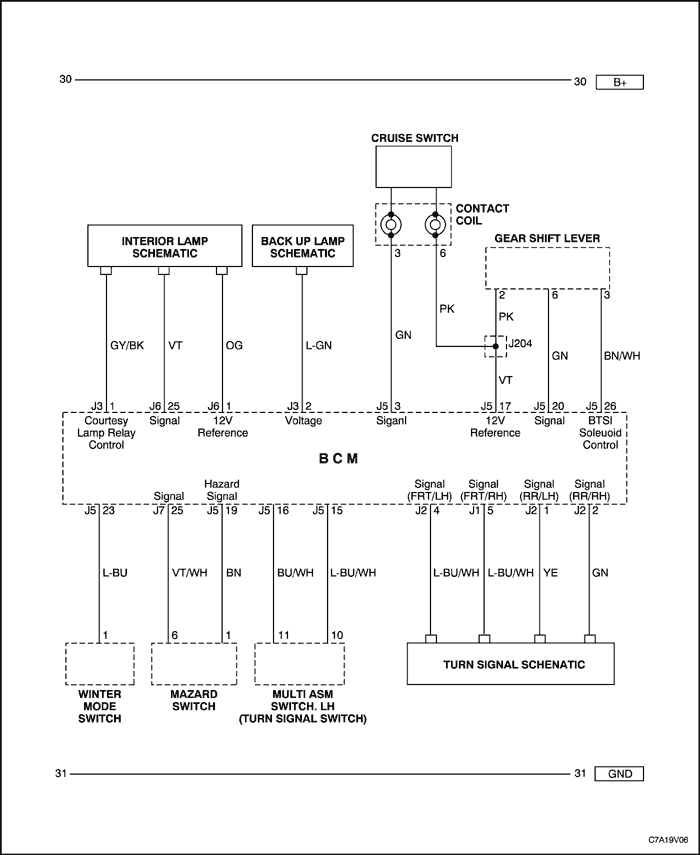 30 30 B+
CRUISE SWITCH
CONTACT
COIL
INTERIOR LAMP
SCHEMATIC
BACK UP LAMP
SCHEMATIC
GEAR SHIFT LEVER
3 6
2 6 3
PK PK
J204
GY/BK VT OG L-GN GN GN BN/WH
VT
J3 1 J6 25 J6 1 J3 2 J5 3 J5 17 J5 20 J5 26
Courtesy
Lamp Relay
Control
Signal
12V
Reference
Voltage
Siganl
12V
Reference
Signal
BTSI
Soleuoid
Control
BCM
Signal
Hazard
Signal
Signal
(FRT/LH)
Signal
(FRT/RH)
Signal
(RR/LH)
Signal
(RR/RH)
J5 23 J7 25 J5 19 J5 16 J5 15 J2 4 J1 5 J2 1 J2 2
L-BU VT/WH BN BU/WH L-BU/WH L-BU/WH L-BU/WH YE GN
1 6 1 11 10
WINTER
MODE
SWITCH
MAZARD
SWITCH
MULTI ASM
SWITCH. LH
(TURN SIGNAL SWITCH)
TURN SIGNAL SCHENATIC
31 31 GND
C7A19V06